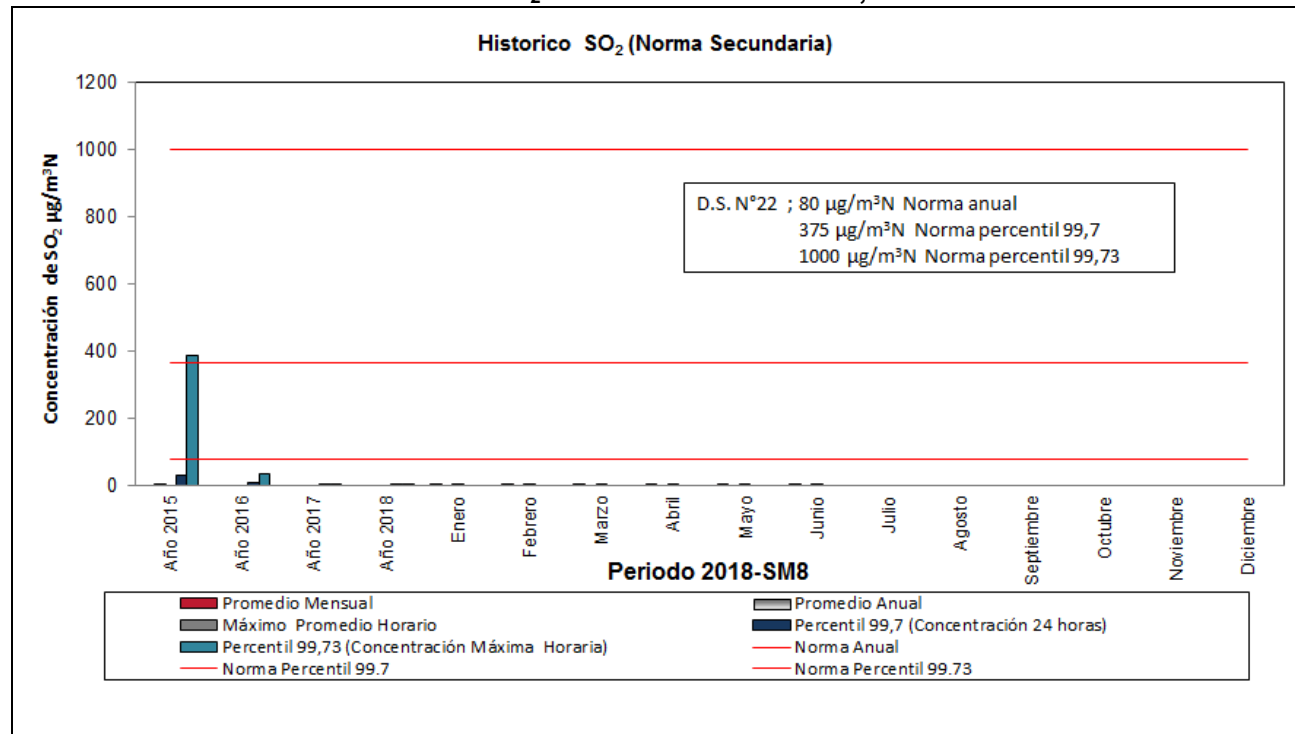 Historico SO₂ (Norma Secundaria)
Concentración de SO₂ µg/m³N
1200
1000
800
600
400
200
0
D.S. N°22 ; 80 µg/m³N Norma anual
375 µg/m³N Norma percentil 99,7
1000 µg/m³N Norma percentil 99,73
Año 2015
Año 2016
Año 2017
Año 2018
Enero
Febrero
Marzo
Abril
Mayo
Junio
Julio
Agosto
Septiembre
Octubre
Noviembre
Diciembre
Periodo 2018-SM8
Promedio Mensual
Promedio Anual
Máximo Promedio Horario
Percentil 99,7 (Concentración 24 horas)
Percentil 99,73 (Concentración Máxima Horaria)
Norma Anual
Norma Percentil 99.7
Norma Percentil 99.73